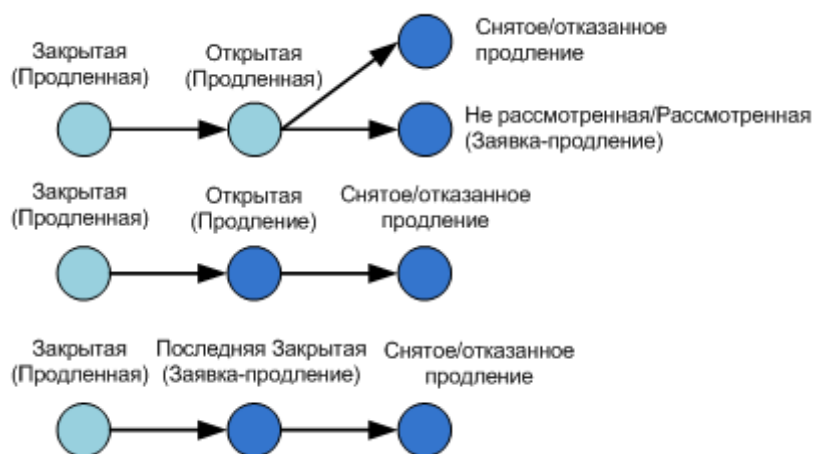 Закрытая
(Продленная)
Открытая
(Продленная)
Снятое/отказанное
продление
Не рассмотренная/Рассмотренная
(Заявка-продление)
Закрытая
(Продленная)
Открытая
(Продление)
Снятое/отказанное
продление
Закрытая
(Продленная)
Последняя Закрытая
(Заявка-продление)
Снятое/отказанное
продление